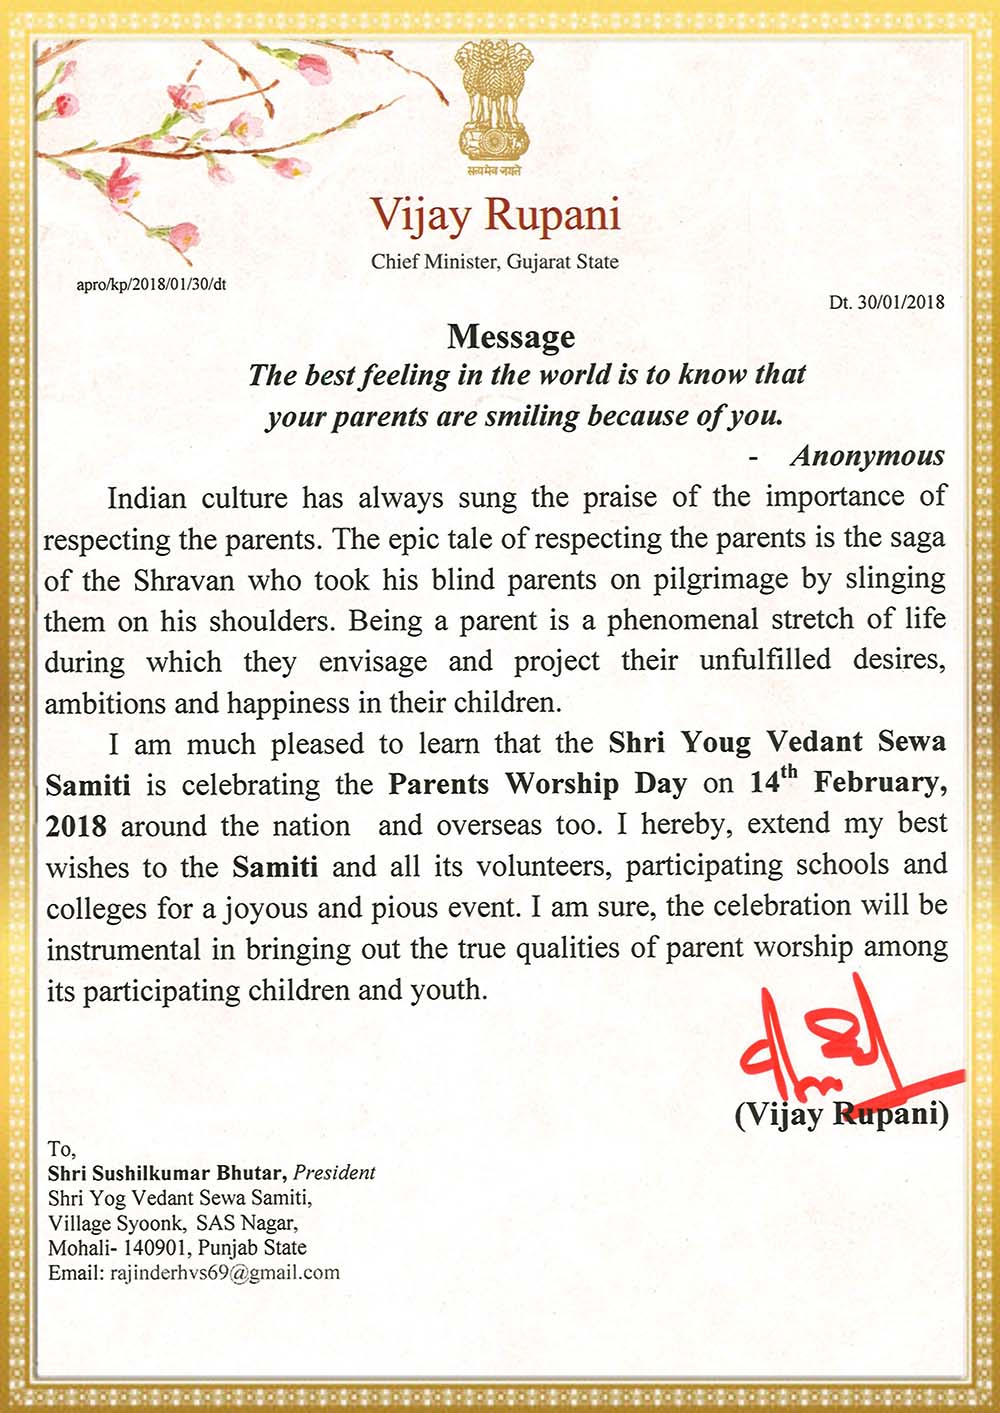 सत्यमेव जयते
Vijay Rupani
Chief Minister, Gujarat State
apro/kp/2018/01/30/dt
Dt. 30/01/2018
Message
The best feeling in the world is to know that
your parents are smiling because of you.
- Anonymous
Indian culture has always sung the praise of the importance of
respecting the parents. The epic tale of respecting the parents is the saga
of the Shravan who took his blind parents on pilgrimage by slinging
them on his shoulders. Being a parent is a phenomenal stretch of life
during which they envisage and project their unfulfilled desires,
ambitions and happiness in their children.
I am much pleased to learn that the Shri Youg Vedant Sewa
Samiti is celebrating the Parents Worship Day on 14th February,
2018 around the nation and overseas too. I hereby, extend my best
wishes to the Samiti and all its volunteers, participating schools and
colleges for a joyous and pious event. I am sure, the celebration will be
instrumental in bringing out the true qualities of parent worship among
its participating children and youth.
(Vijay Rupani)
To,
Shri Sushilkumar Bhutar, President
Shri Yog Vedant Sewa Samiti,
Village Syoonk, SAS Nagar,
Mohali- 140901, Punjab State
Email: rajinderhvs69@gmail.com